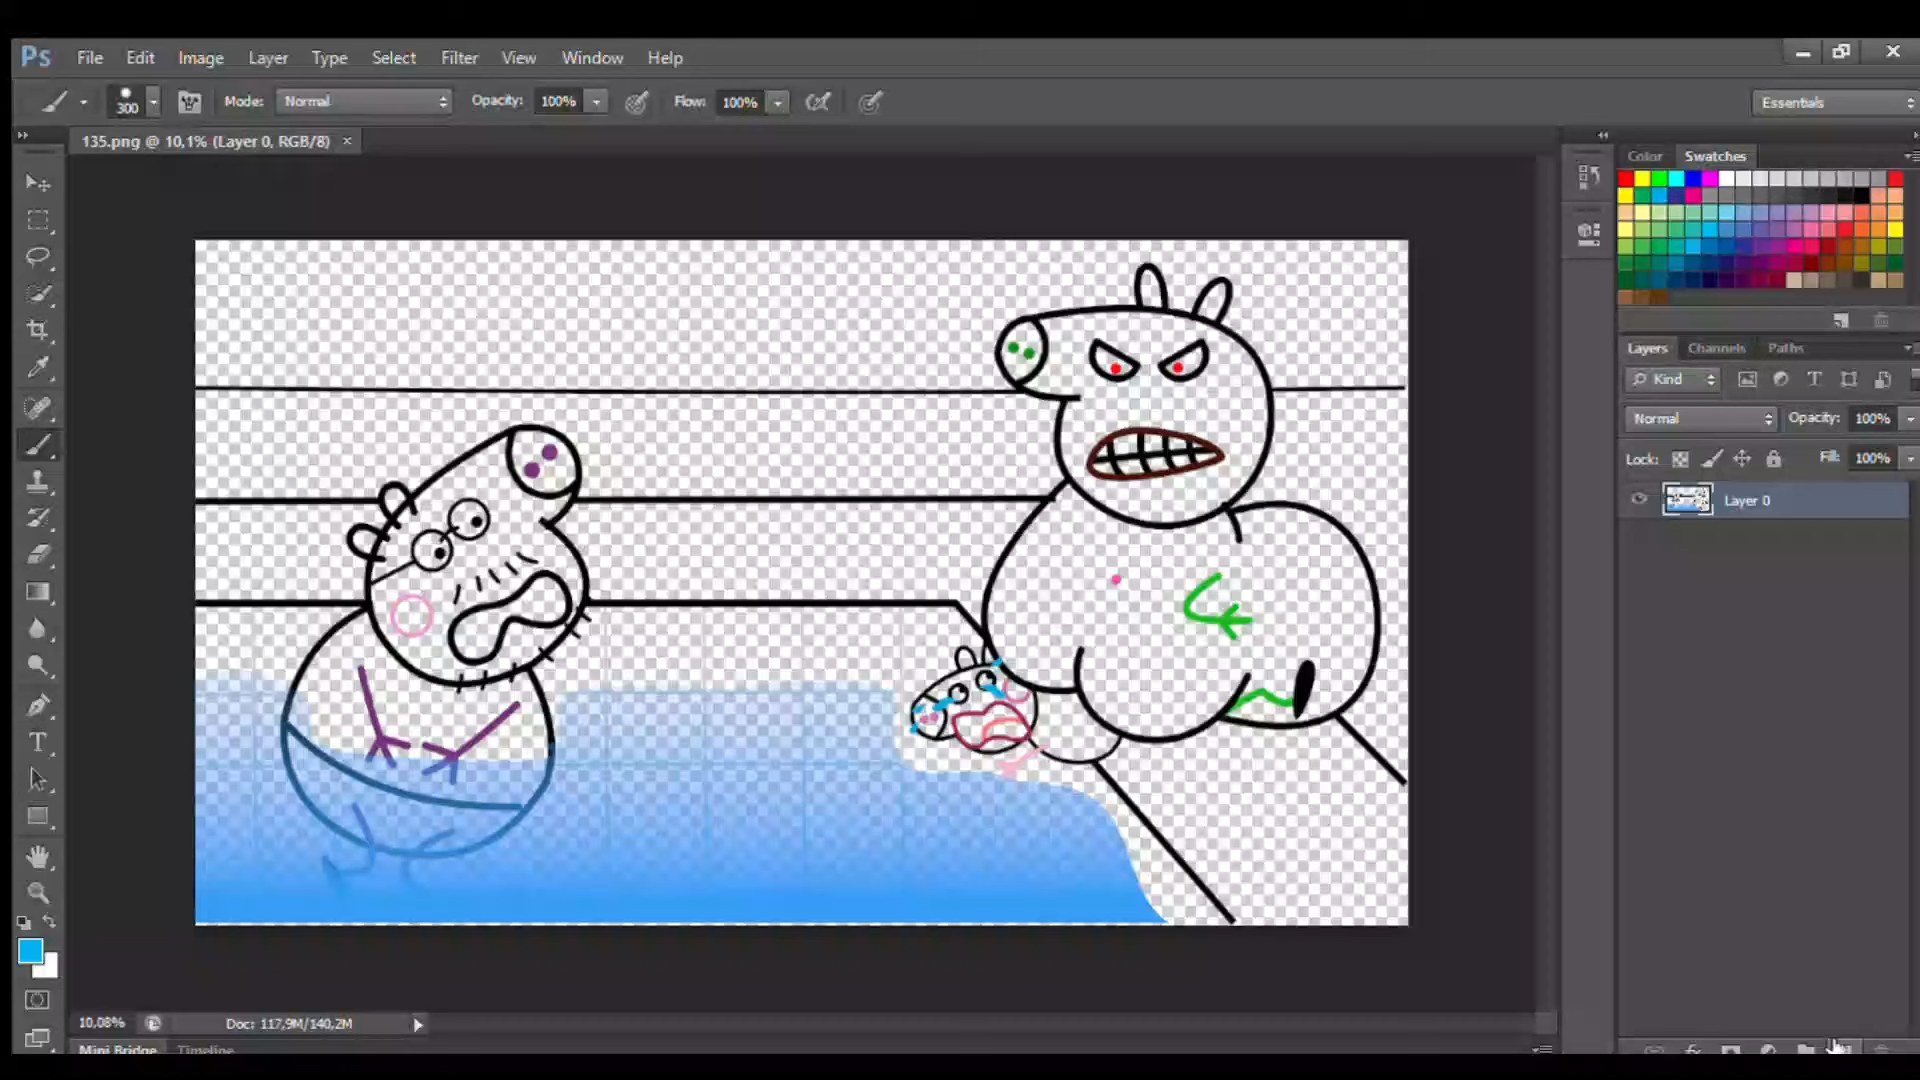 Ps File Edit Image Layer Type Select Filter View Window Help
300 Mode: Normal Opacity: 100% Flow: 100% Essentials
135.png @ 10,1% (Layer 0, RGB/8) ×
Color Swatches
Layers Channels Paths
Kind T
Normal Opacity: 100%
Lock: Fill: 100%
Layer 0
10,08% Doc: 117,9M/140,2M
Mini Bridge Timeline